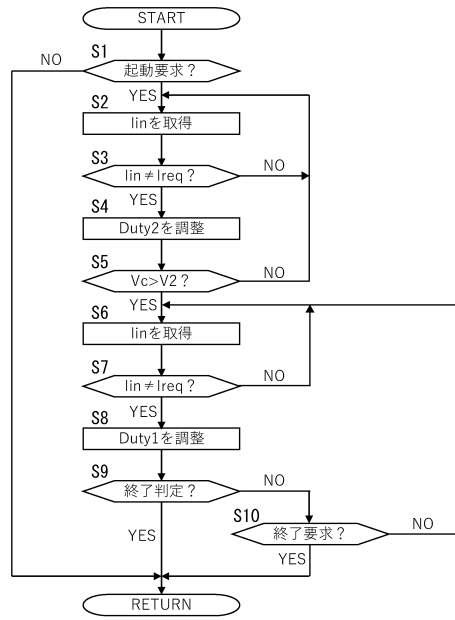 START
S1
NO
起動要求？
YES
S2
Iinを取得
S3
Iin≠Ireq？
NO
YES
S4
Duty2を調整
S5
Vc>V2？
NO
YES
S6
Iinを取得
S7
Iin≠Ireq？
NO
YES
S8
Duty1を調整
S9
終了判定？
NO
S10
終了要求？
NO
YES
YES
RETURN